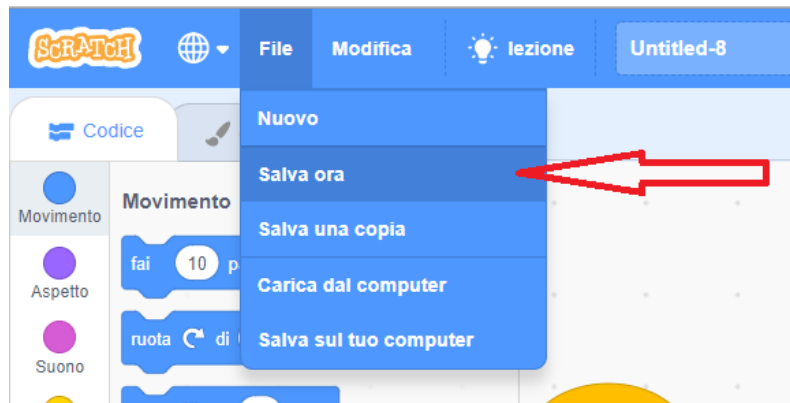 SCRATCH File Modifica lezione Untitled-8
Codice
Nuovo
Salva ora
Salva una copia
Carica dal computer
Salva sul tuo computer
Movimento
Aspetto
Suono
Movimento
fai 10 p
ruota di